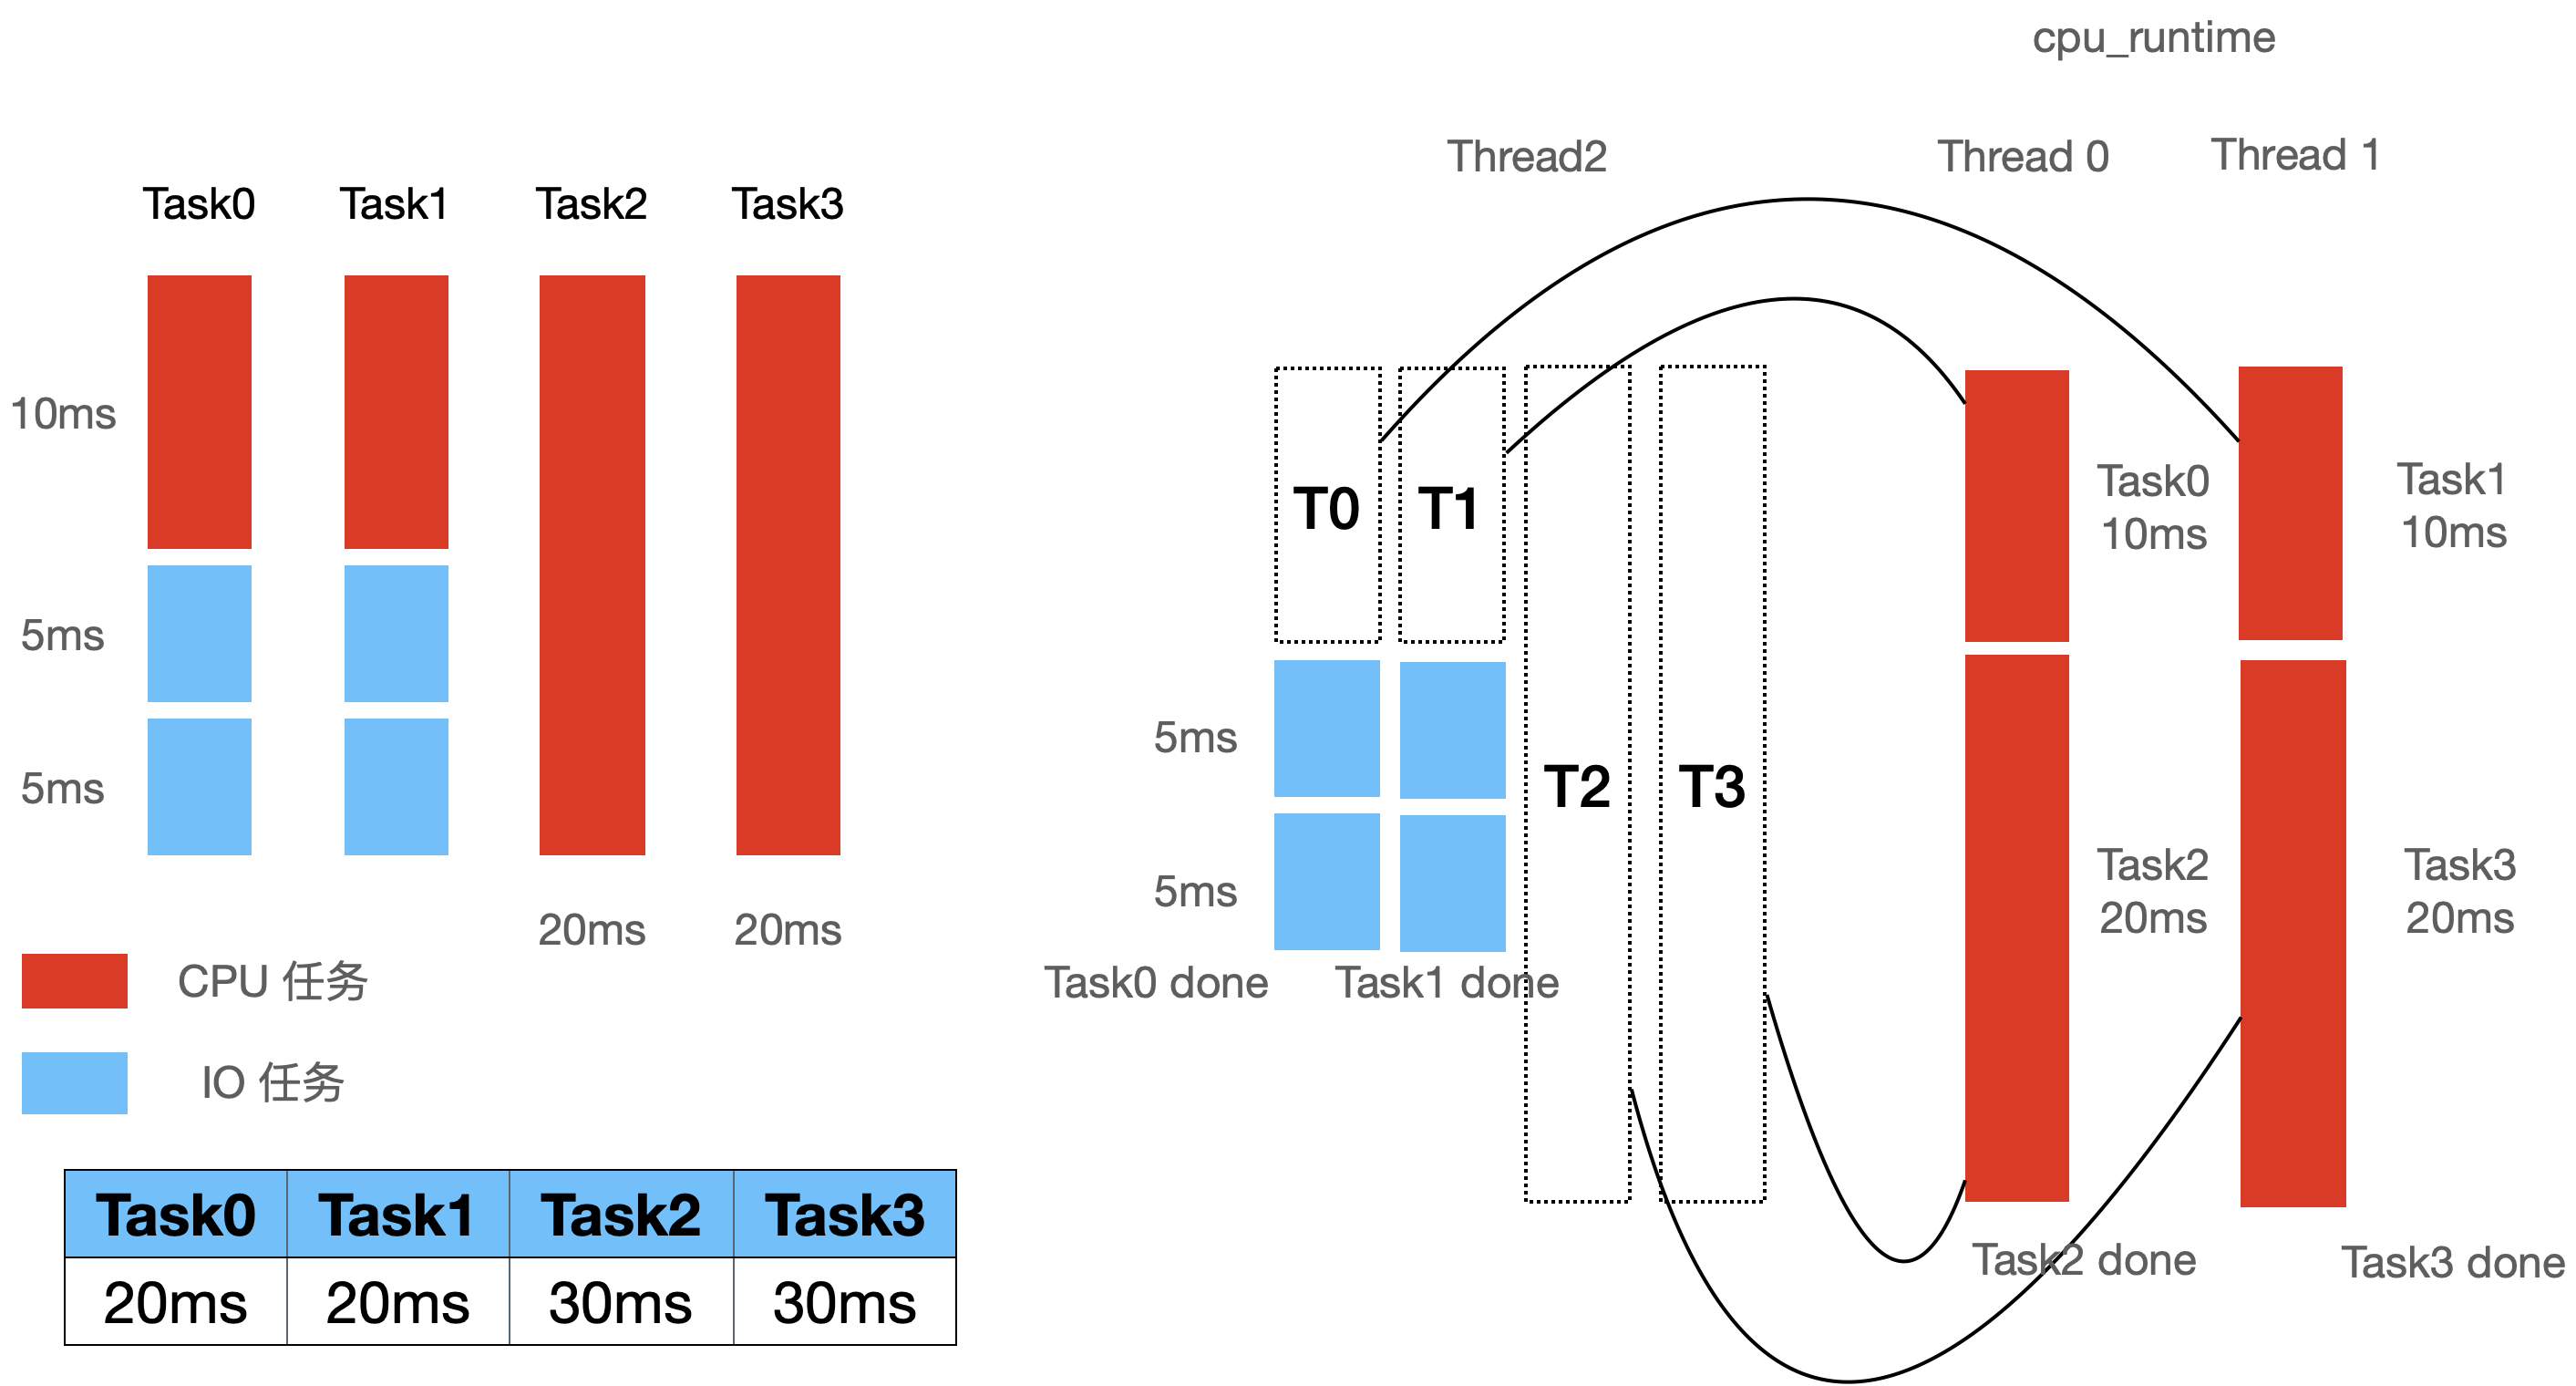 cpu_runtime
Thread2
Thread 0
Thread 1
Task0
Task1
Task2
Task3
10ms
5ms
5ms
20ms
20ms
CPU 任务
IO 任务
Task0 Task1 Task2 Task3
20ms 20ms 30ms 30ms
T0
T1
T2
T3
5ms
5ms
Task0 done
Task1 done
Task0
10ms
Task1
10ms
Task2
20ms
Task3
20ms
Task2 done
Task3 done